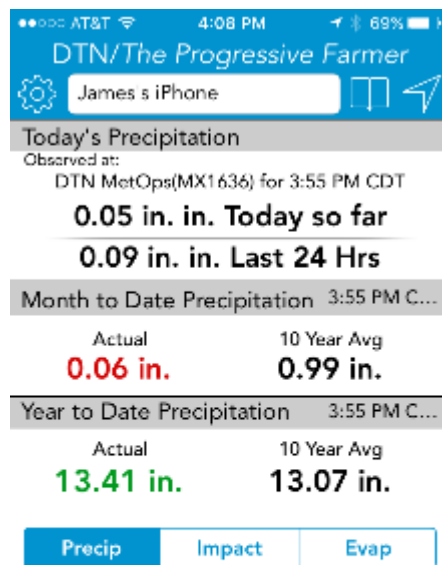 AT&T 4:08 PM 69%
DTN/The Progressive Farmer
James s iPhone
Today's Precipitation
Observed at:
DTN MetOps(MX1636) for 3:55 PM CDT
0.05 in. in. Today so far
0.09 in. in. Last 24 Hrs
Month to Date Precipitation 3:55 PM C...
Actual 10 Year Avg
0.06 in. 0.99 in.
Year to Date Precipitation 3:55 PM C...
Actual 10 Year Avg
13.41 in. 13.07 in.
Precip Impact Evap